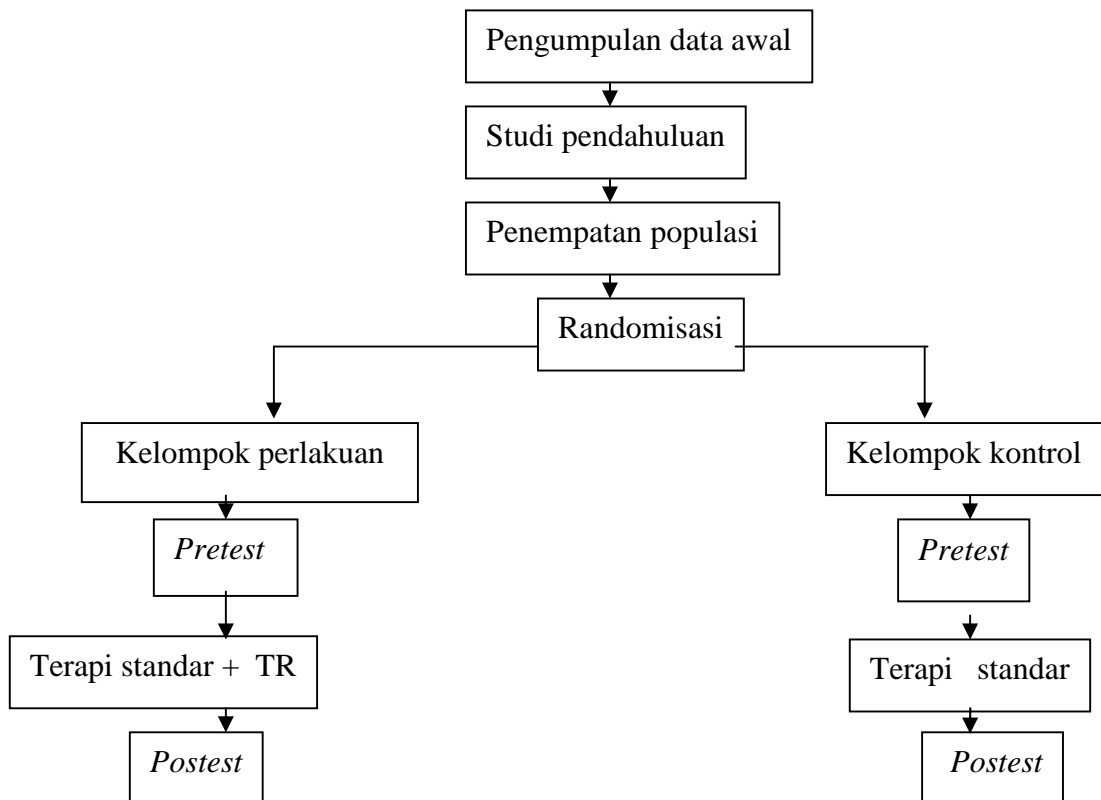 Pengumpulan data awal
Studi pendahuluan
Penempatan populasi
Randomisasi
Kelompok perlakuan
Kelompok kontrol
Pretest
Pretest
Terapi standar + TR
Terapi standar
Postest
Postest